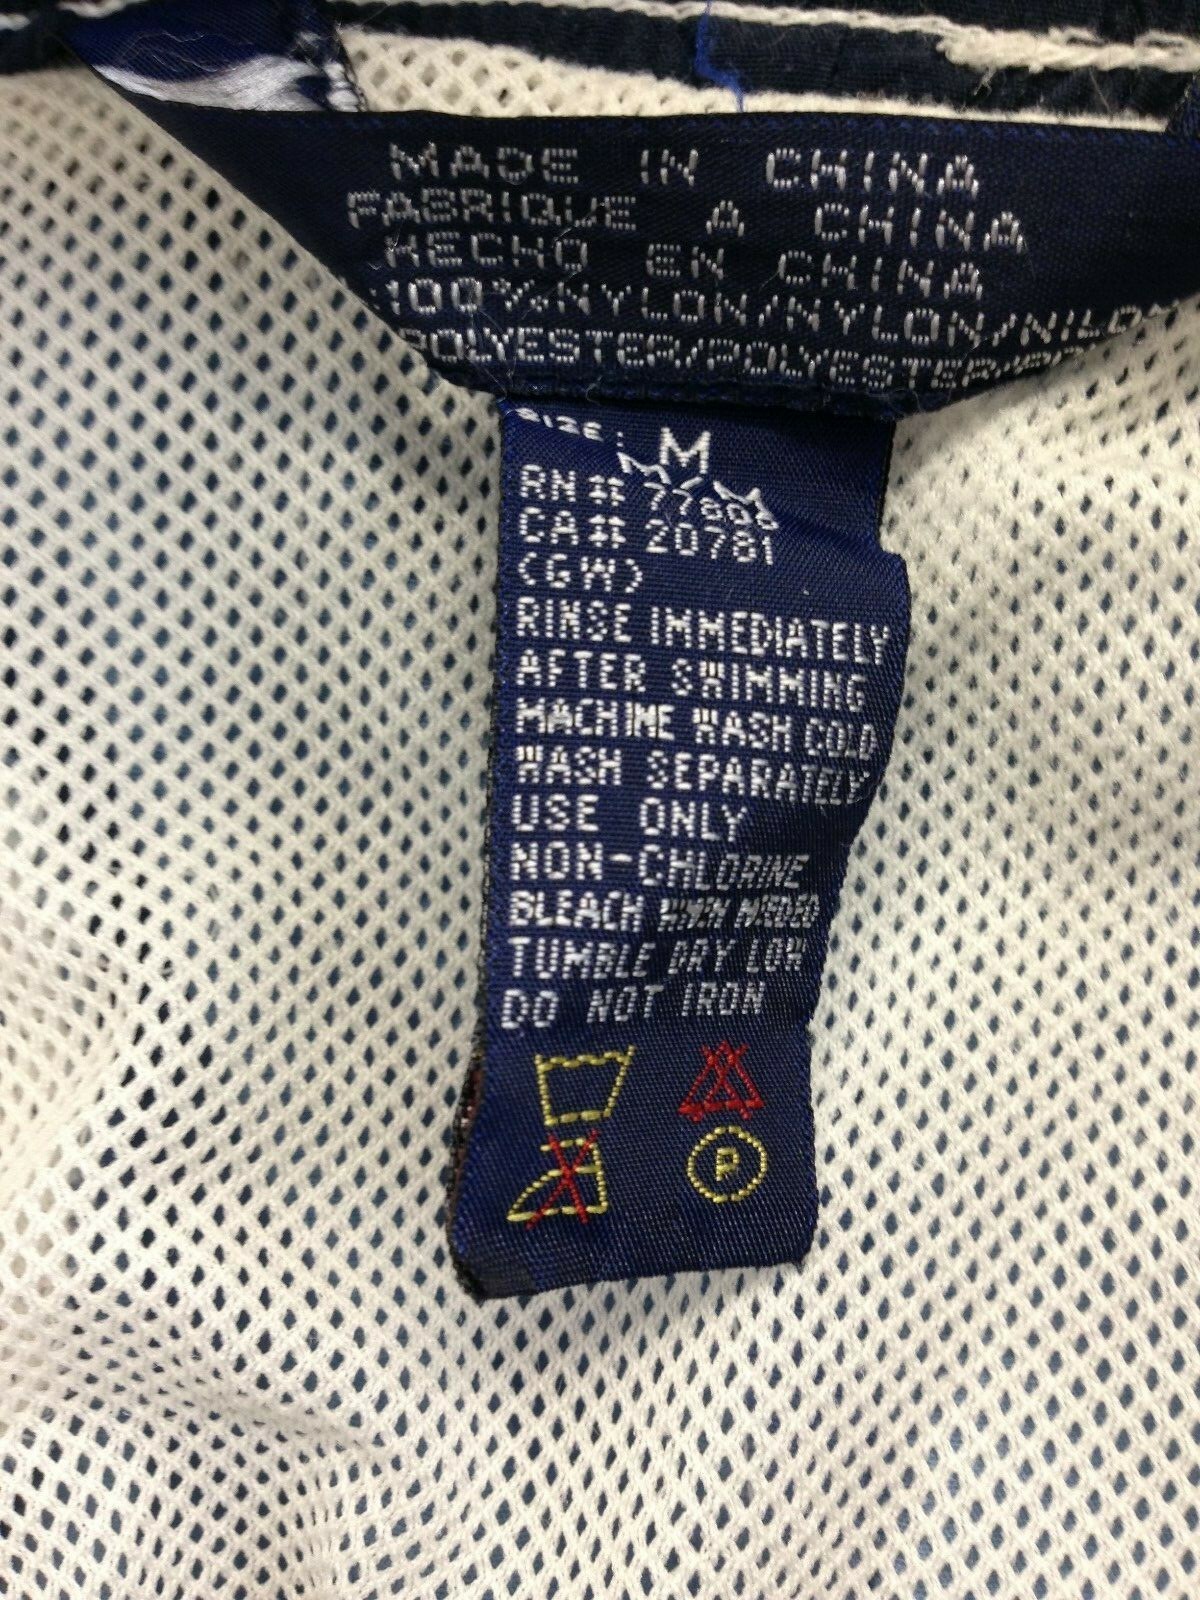 MADE IN CHINA
FABRIQUE A CHINA
HECHO EN CHINA
100% NYLON/NYLON/NILO
POLYESTER/POLYESTER/
SIZE: M
M/M
RN#
CA# 20781
(GW)
RINSE IMMEDIATELY
AFTER SWIMMING
MACHINE WASH COLD
WASH SEPARATELY
USE ONLY
NON-CHLORINE
BLEACH WHEN NEEDED
TUMBLE DRY LOW
DO NOT IRON
P